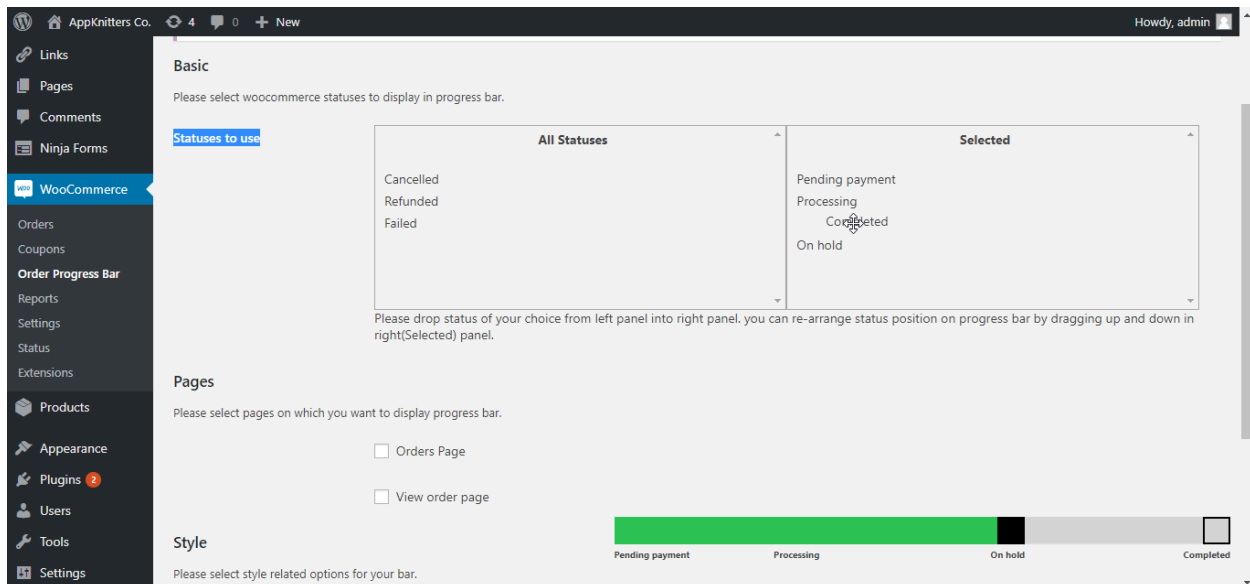 AppKnitters Co. 4 0 New Howdy, admin
Links
Pages
Comments
Ninja Forms
WooCommerce
Orders
Coupons
Order Progress Bar
Reports
Settings
Status
Extensions
Products
Appearance
Plugins 2
Users
Tools
Settings
Basic
Please select woocommerce statuses to display in progress bar.
Statuses to use
All Statuses
Cancelled
Refunded
Failed
Selected
Pending payment
Processing
Completed
On hold
Please drop status of your choice from left panel into right panel. you can re-arrange status position on progress bar by dragging up and down in
right(Selected) panel.
Pages
Please select pages on which you want to display progress bar.
Orders Page
View order page
Pending payment Processing On hold Completed
Style
Please select style related options for your bar.